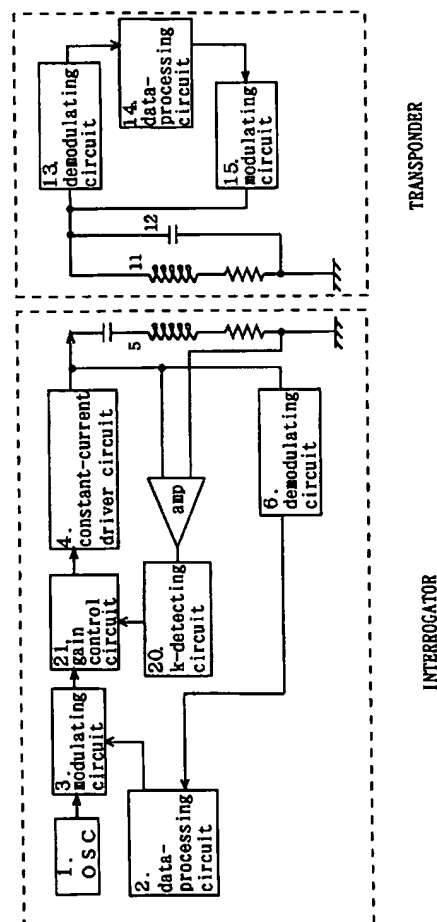 1.
OSC
2.
data-
processing
circuit
3.
modulating
circuit
21.
gain
control
circuit
4.
constant-current
driver circuit
20.
k-detecting
circuit
amp
5
6.
demodulating
circuit
INTERROGATOR
11
12
13.
demodulating
circuit
14.
data-
processing
circuit
15.
modulating
circuit
TRANSPONDER